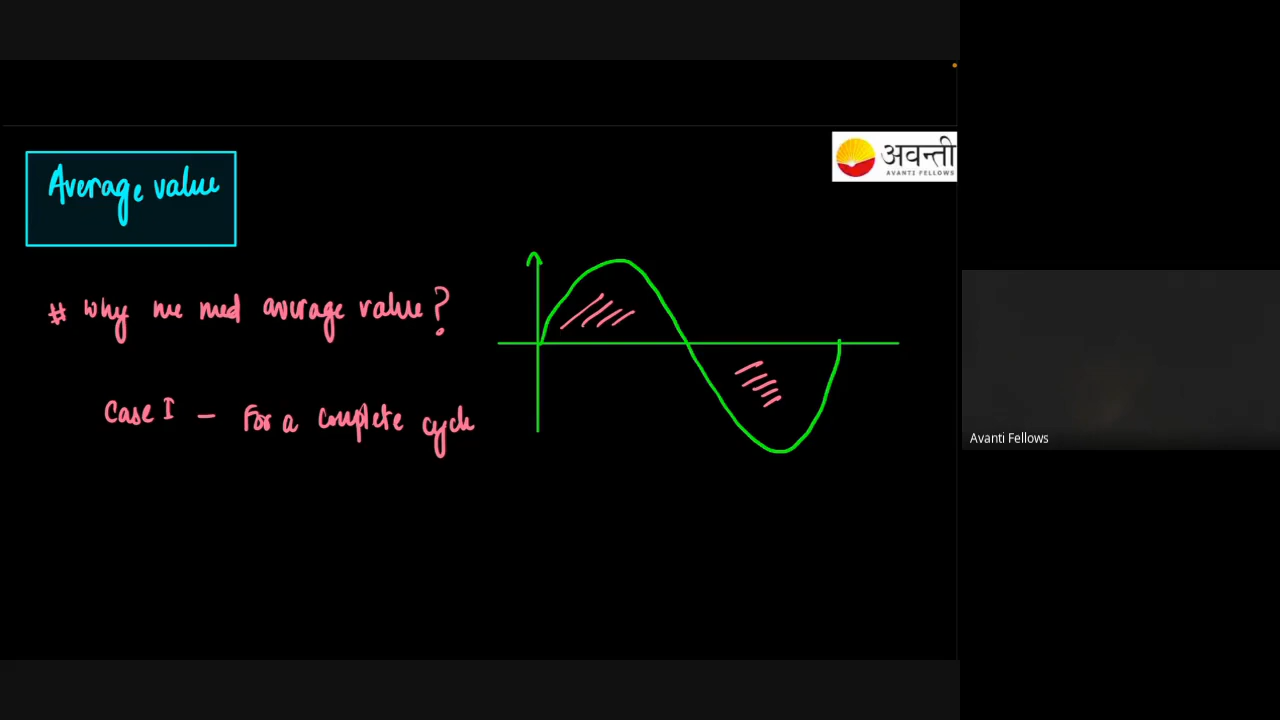 Average value
अवन्ती
AVANTI FELLOWS
# Why we need average value?
Case I - For a complete cycle
Avanti Fellows